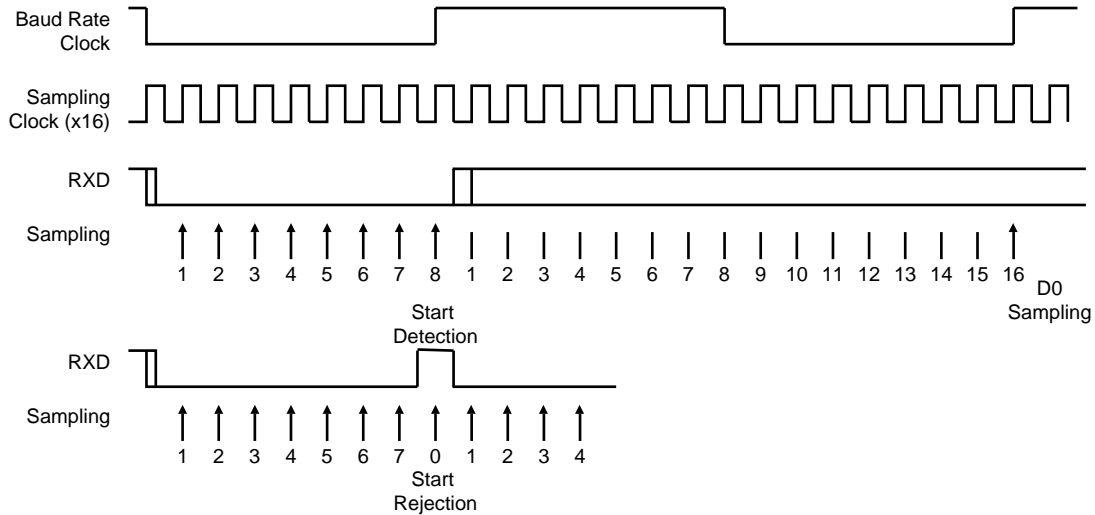 Baud Rate
Clock
Sampling
Clock (x16)
RXD
Sampling
1 2 3 4 5 6 7 8 1 2 3 4 5 6 7 8 9 10 11 12 13 14 15 16
D0
Sampling
Start
Detection
RXD
Sampling
1 2 3 4 5 6 7 0 1 2 3 4
Start
Rejection